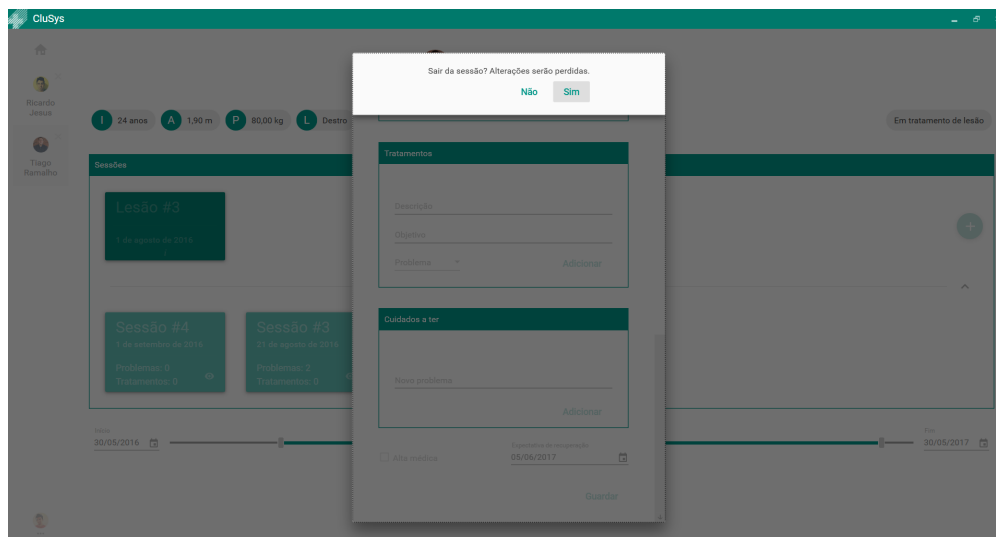 CluSys
Sair da sessão? Alterações serão perdidas.
Não Sim
Ricardo
Jesus
Tiago
Ramalho
I 24 anos A 1,90 m P 80,00 kg L Destro
Em tratamento de lesão
Sessões
Lesão #3
1 de agosto de 2016
Sessão #4
1 de setembro de 2016
Problemas: 0
Tratamentos: 0
Sessão #3
31 de agosto de 2016
Problemas: 2
Tratamentos: 0
Tratamentos
Descrição
Objetivo
Problema
Adicionar
Cuidados a ter
Novo problema
Adicionar
Alta médica
Expectativa de recuperação
05/06/2017
Guardar
Início
30/05/2016
Fim
30/05/2017